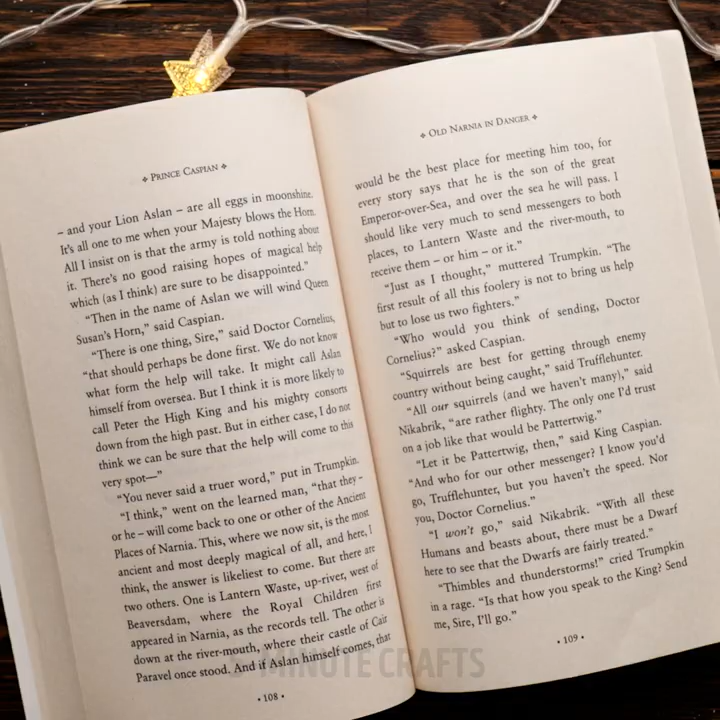 ❖ PRINCE CASPIAN ❖
– and your Lion Aslan – are all eggs in moonshine.
It's all one to me when your Majesty blows the Horn.
All I insist on is that the army is told nothing about
it. There's no good raising hopes of magical help
which (as I think) are sure to be disappointed.”
“Then in the name of Aslan we will wind Queen
Susan's Horn,” said Caspian.
“There is one thing, Sire,” said Doctor Cornelius,
“that should perhaps be done first. We do not know
what form the help will take. It might call Aslan
himself from oversea. But I think it is more likely to
call Peter the High King and his mighty consorts
down from the high past. But in either case, I do not
think we can be sure that the help will come to this
very spot—”
“You never said a truer word,” put in Trumpkin.
“I think,” went on the learned man, “that they –
or he – will come back to one or other of the Ancient
Places of Narnia. This, where we now sit, is the most
ancient and most deeply magical of all, and here, I
think, the answer is likeliest to come. But there are
two others. One is Lantern Waste, up-river, west of
Beaversdam, where the Royal Children first
appeared in Narnia, as the records tell. The other is
down at the river-mouth, where their castle of Cair
Paravel once stood. And if Aslan himself comes, that
• 108 •
❖ OLD NARNIA IN DANGER ❖
would be the best place for meeting him too, for
every story says that he is the son of the great
Emperor-over-Sea, and over the sea he will pass. I
should like very much to send messengers to both
places, to Lantern Waste and the river-mouth, to
receive them – or him – or it.”
“Just as I thought,” muttered Trumpkin. “The
first result of all this foolery is not to bring us help
but to lose us two fighters.”
“Who would you think of sending, Doctor
Cornelius?” asked Caspian.
“Squirrels are best for getting through enemy
country without being caught,” said Trufflehunter.
“All our squirrels (and we haven't many),” said
Nikabrik, “are rather flighty. The only one I'd trust
on a job like that would be Pattertwig.”
“Let it be Pattertwig, then,” said King Caspian.
“And who for our other messenger? I know you'd
go, Trufflehunter, but you haven't the speed. Nor
you, Doctor Cornelius.”
“I won't go,” said Nikabrik. “With all these
Humans and beasts about, there must be a Dwarf
here to see that the Dwarfs are fairly treated.”
“Thimbles and thunderstorms!” cried Trumpkin
in a rage. “Is that how you speak to the King? Send
me, Sire, I'll go.”
• 109 •
MINUTE CRAFTS